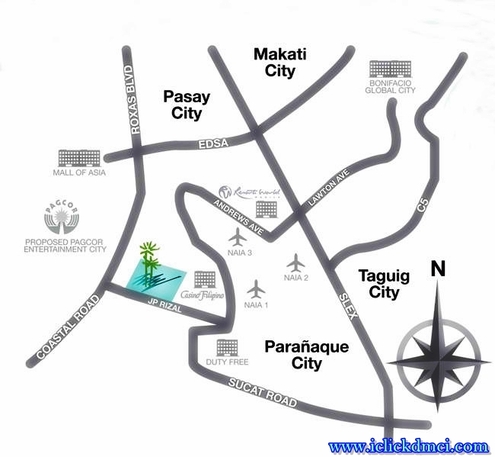 Makati
City
BONIFACIO
GLOBAL CITY
ROXAS BLVD
Pasay
City
EDSA
MALL OF ASIA
LAWTON AVE
Resorts World
ANDREWS AVE
C5
PAGCOR
PROPOSED PAGCOR
ENTERTAINMENT CITY
NAIA 3
NAIA 2
Taguig
City
N
Casino Filipino
NAIA 1
SLEX
COASTAL ROAD
JP RIZAL
Parañaque
City
DUTY FREE
SUCAT ROAD
www.iclickdmci.com